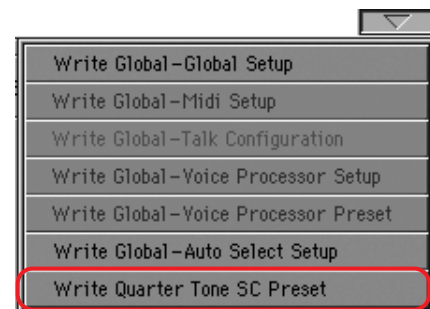 Write Global-Global Setup
Write Global-Midi Setup
Write Global-Talk Configuration
Write Global-Voice Processor Setup
Write Global-Voice Processor Preset
Write Global-Auto Select Setup
Write Quarter Tone SC Preset